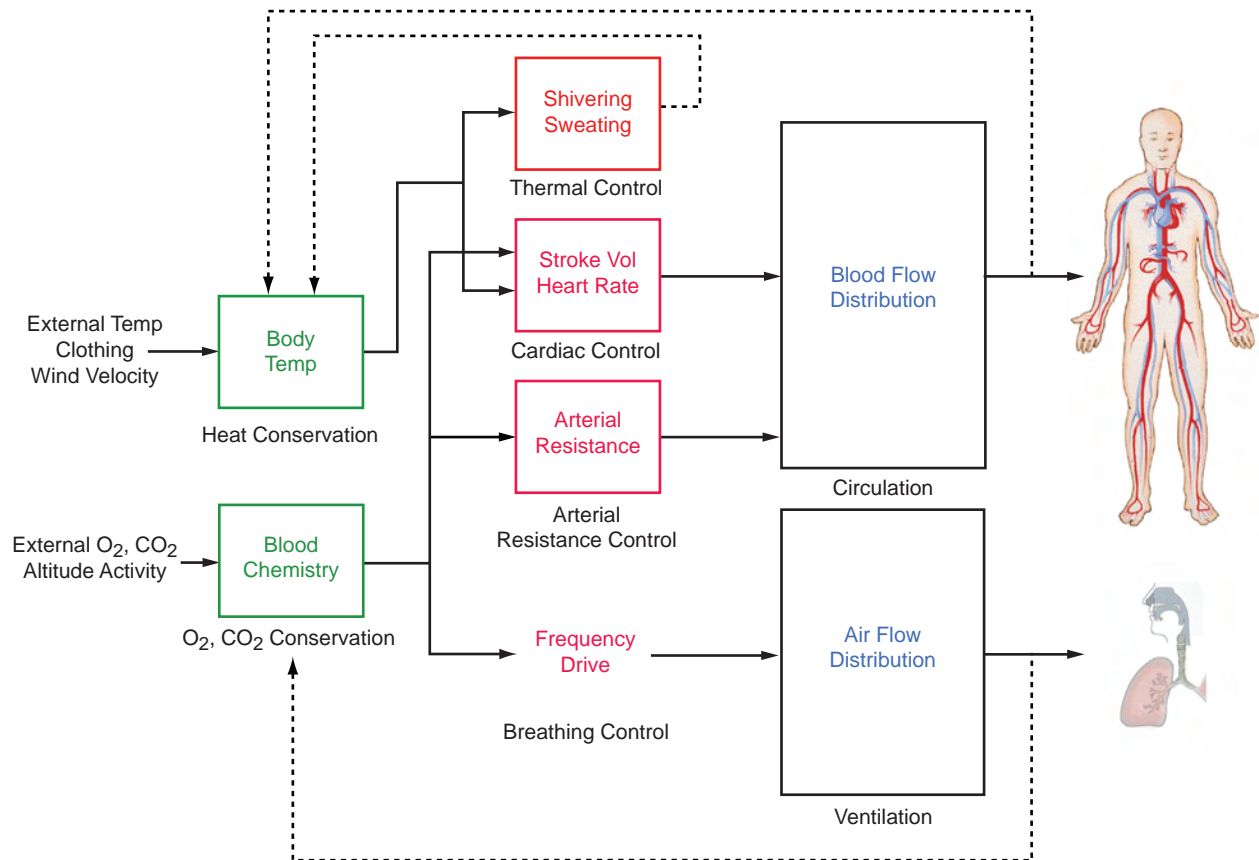 Shivering
Sweating
Thermal Control
Stroke Vol
Heart Rate
Cardiac Control
Blood Flow
Distribution
External Temp
Clothing
Wind Velocity
Body
Temp
Heat Conservation
Arterial
Resistance
Arterial
Resistance Control
Circulation
External O₂, CO₂
Altitude Activity
Blood
Chemistry
O₂, CO₂ Conservation
Frequency
Drive
Breathing Control
Air Flow
Distribution
Ventilation